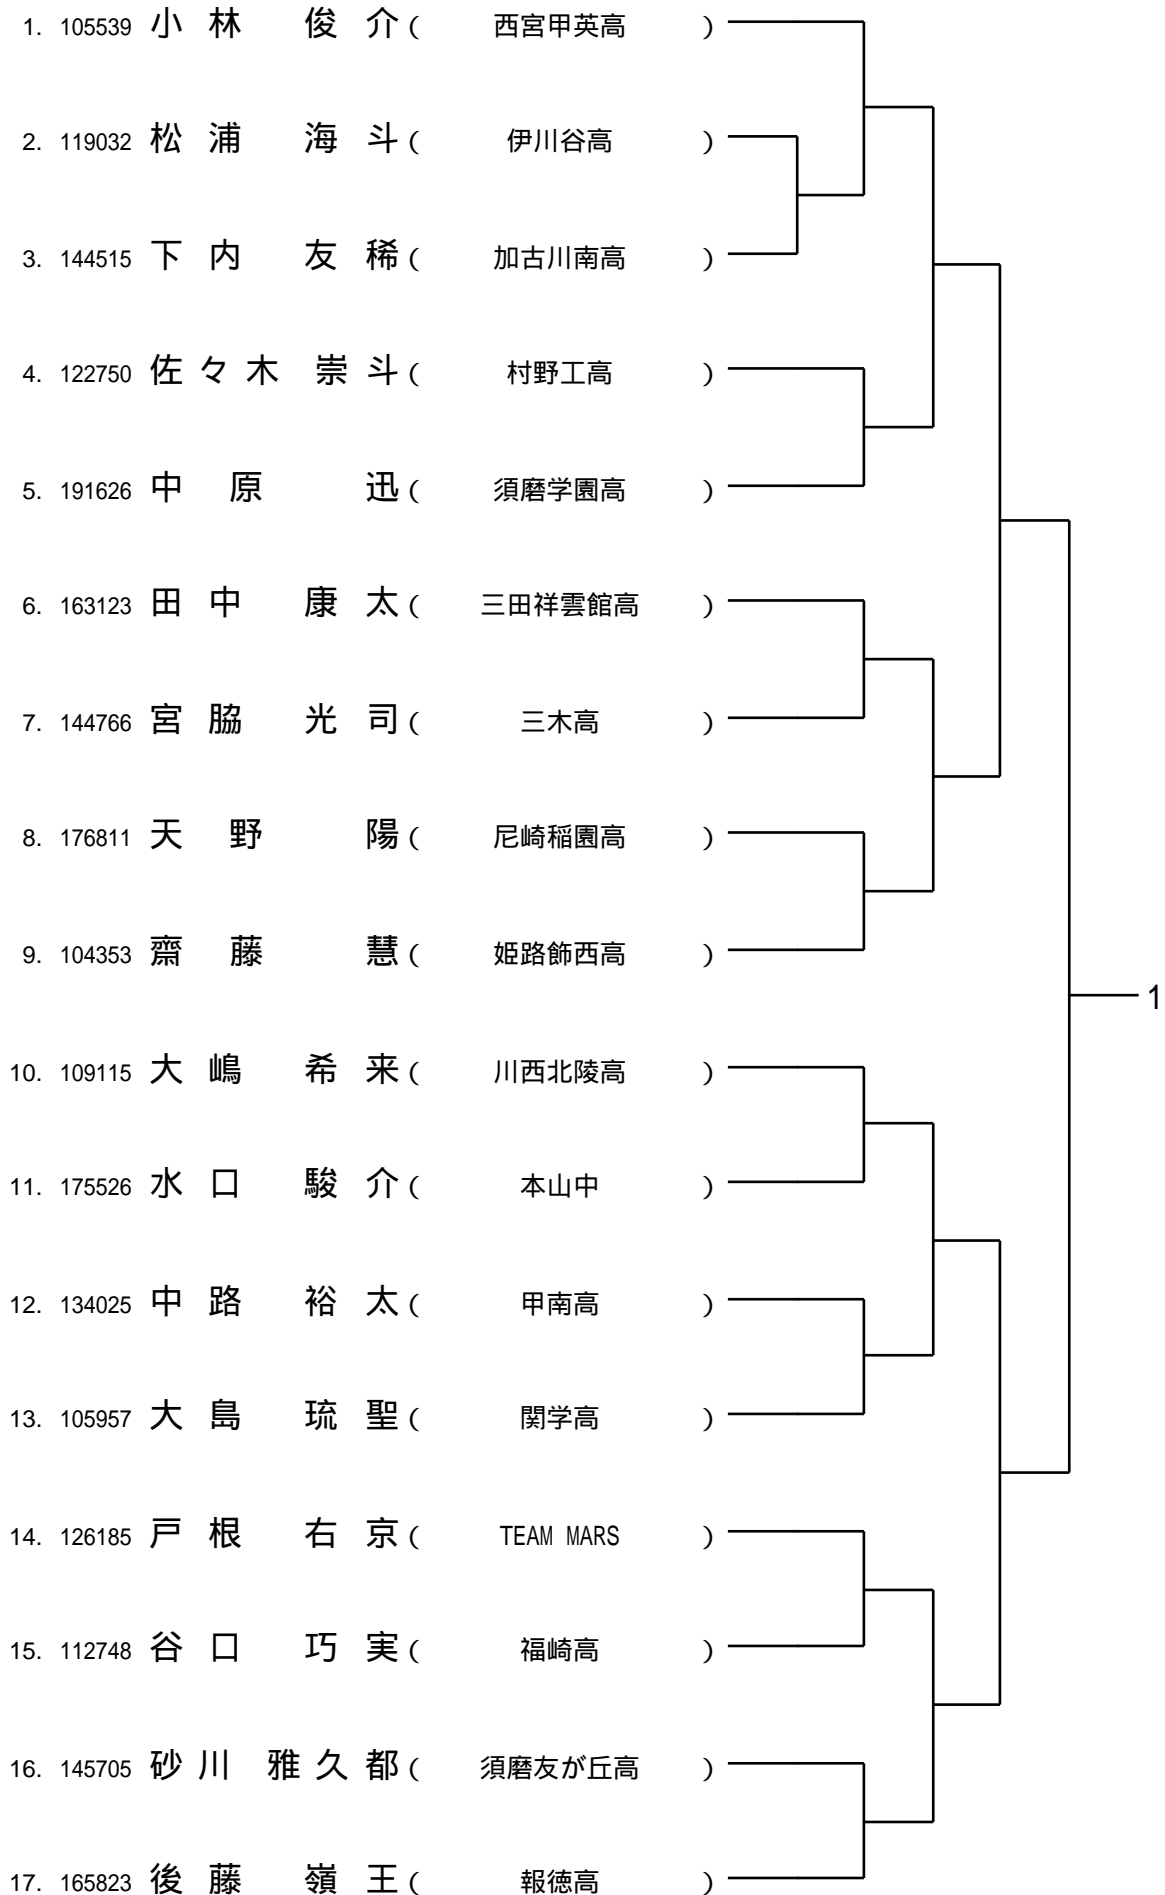 1. 105539 小林 俊介 ( 西宮甲英高 )
2. 119032 松浦 海斗 ( 伊川谷高 )
3. 144515 下内 友稀 ( 加古川南高 )
4. 122750 佐々木 崇斗 ( 村野工高 )
5. 191626 中原 迅 ( 須磨学園高 )
6. 163123 田中 康太 ( 三田祥雲館高 )
7. 144766 宮脇 光司 ( 三木高 )
8. 176811 天野 陽 ( 尼崎稲園高 )
9. 104353 齋藤 慧 ( 姫路飾西高 )
1
10. 109115 大嶋 希来 ( 川西北陵高 )
11. 175526 水口 駿介 ( 本山中 )
12. 134025 中路 裕太 ( 甲南高 )
13. 105957 大島 琉聖 ( 関学高 )
14. 126185 戸根 右京 ( TEAM MARS )
15. 112748 谷口 巧実 ( 福崎高 )
16. 145705 砂川 雅久都 ( 須磨友が丘高 )
17. 165823 後藤 嶺王 ( 報徳高 )